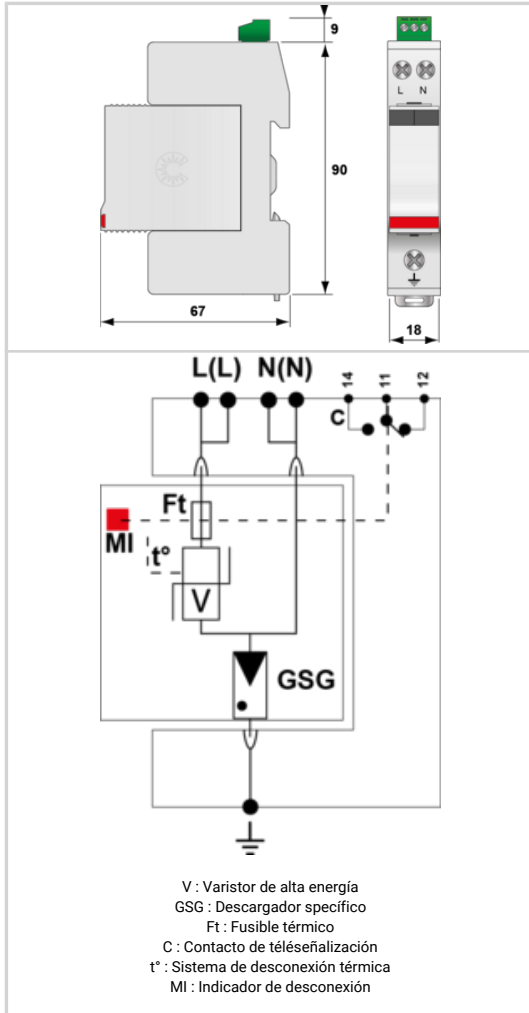 9
L N
90
67
18
L(L) N(N)
14 11 12
C
Ft
MI
t°
V
GSG
V : Varistor de alta energía
GSG : Descargador específico
Ft : Fusible térmico
C : Contacto de téléseñalización
t° : Sistema de desconexión térmica
MI : Indicador de desconexión